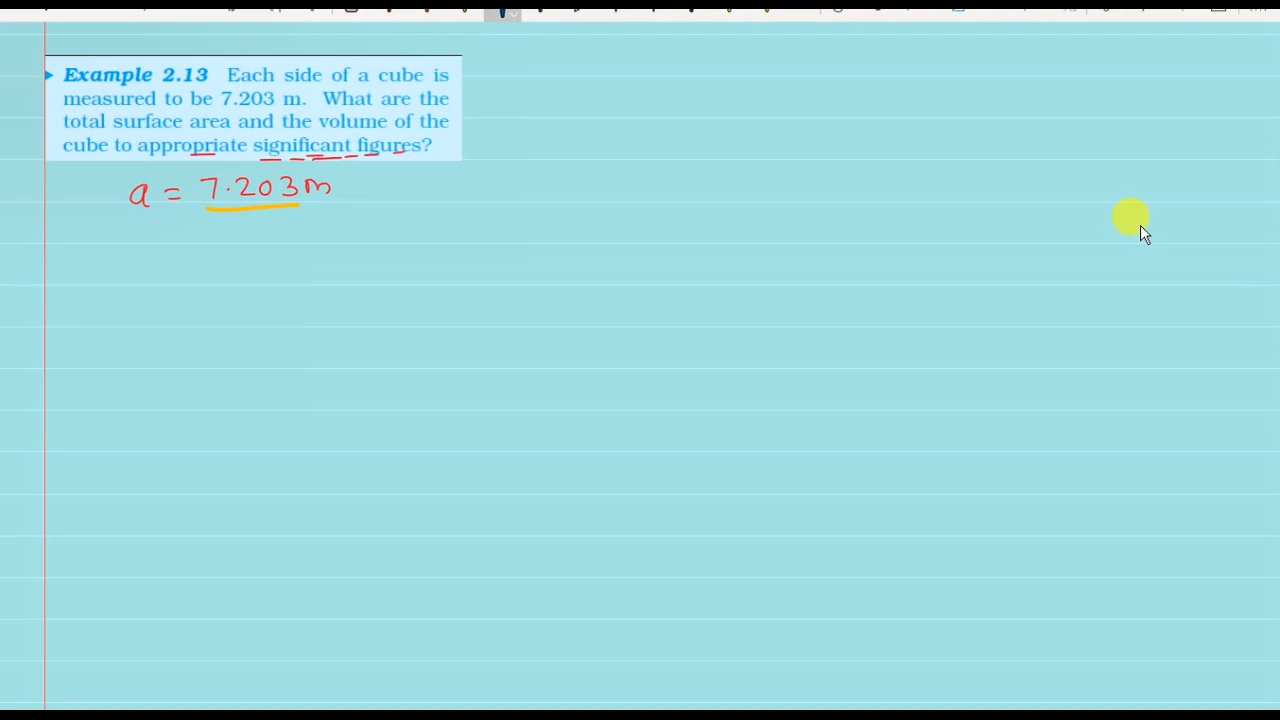 Example 2.13 Each side of a cube is
measured to be 7.203 m. What are the
total surface area and the volume of the
cube to appropriate significant figures?
a = 7.203m